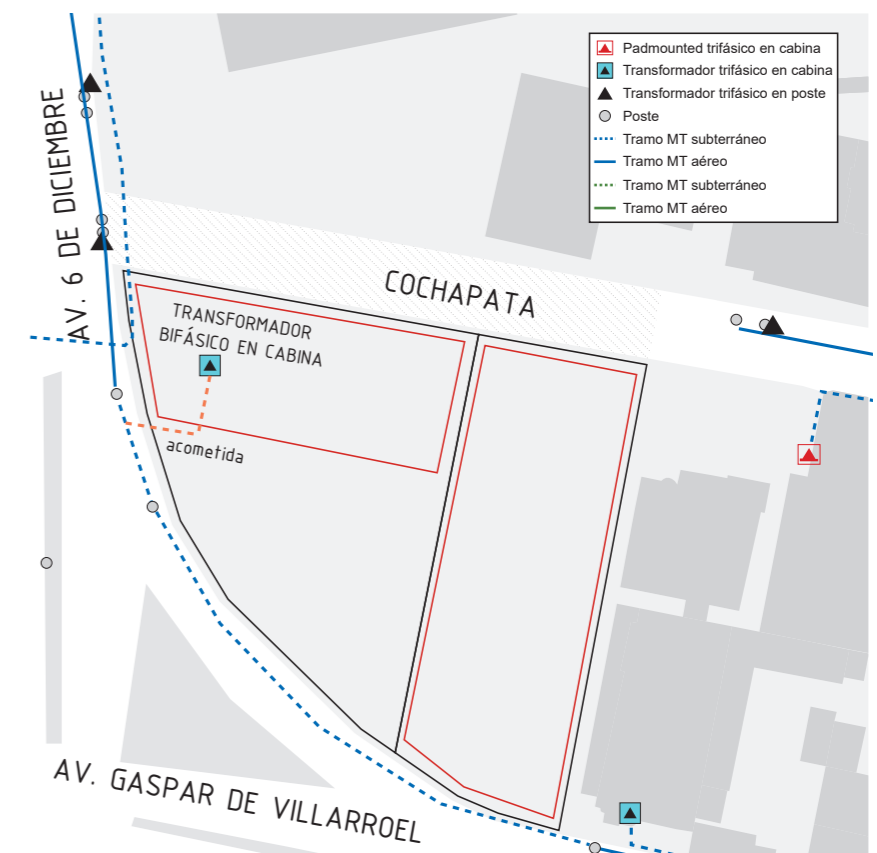 Padmounted trifásico en cabina
Transformador trifásico en cabina
Transformador trifásico en poste
Poste
Tramo MT subterráneo
Tramo MT aéreo
Tramo MT subterráneo
Tramo MT aéreo
AV. 6 DE DICIEMBRE
COCHAPATA
TRANSFORMADOR
BIFÁSICO EN CABINA
acometida
AV. GASPAR DE VILLARROEL